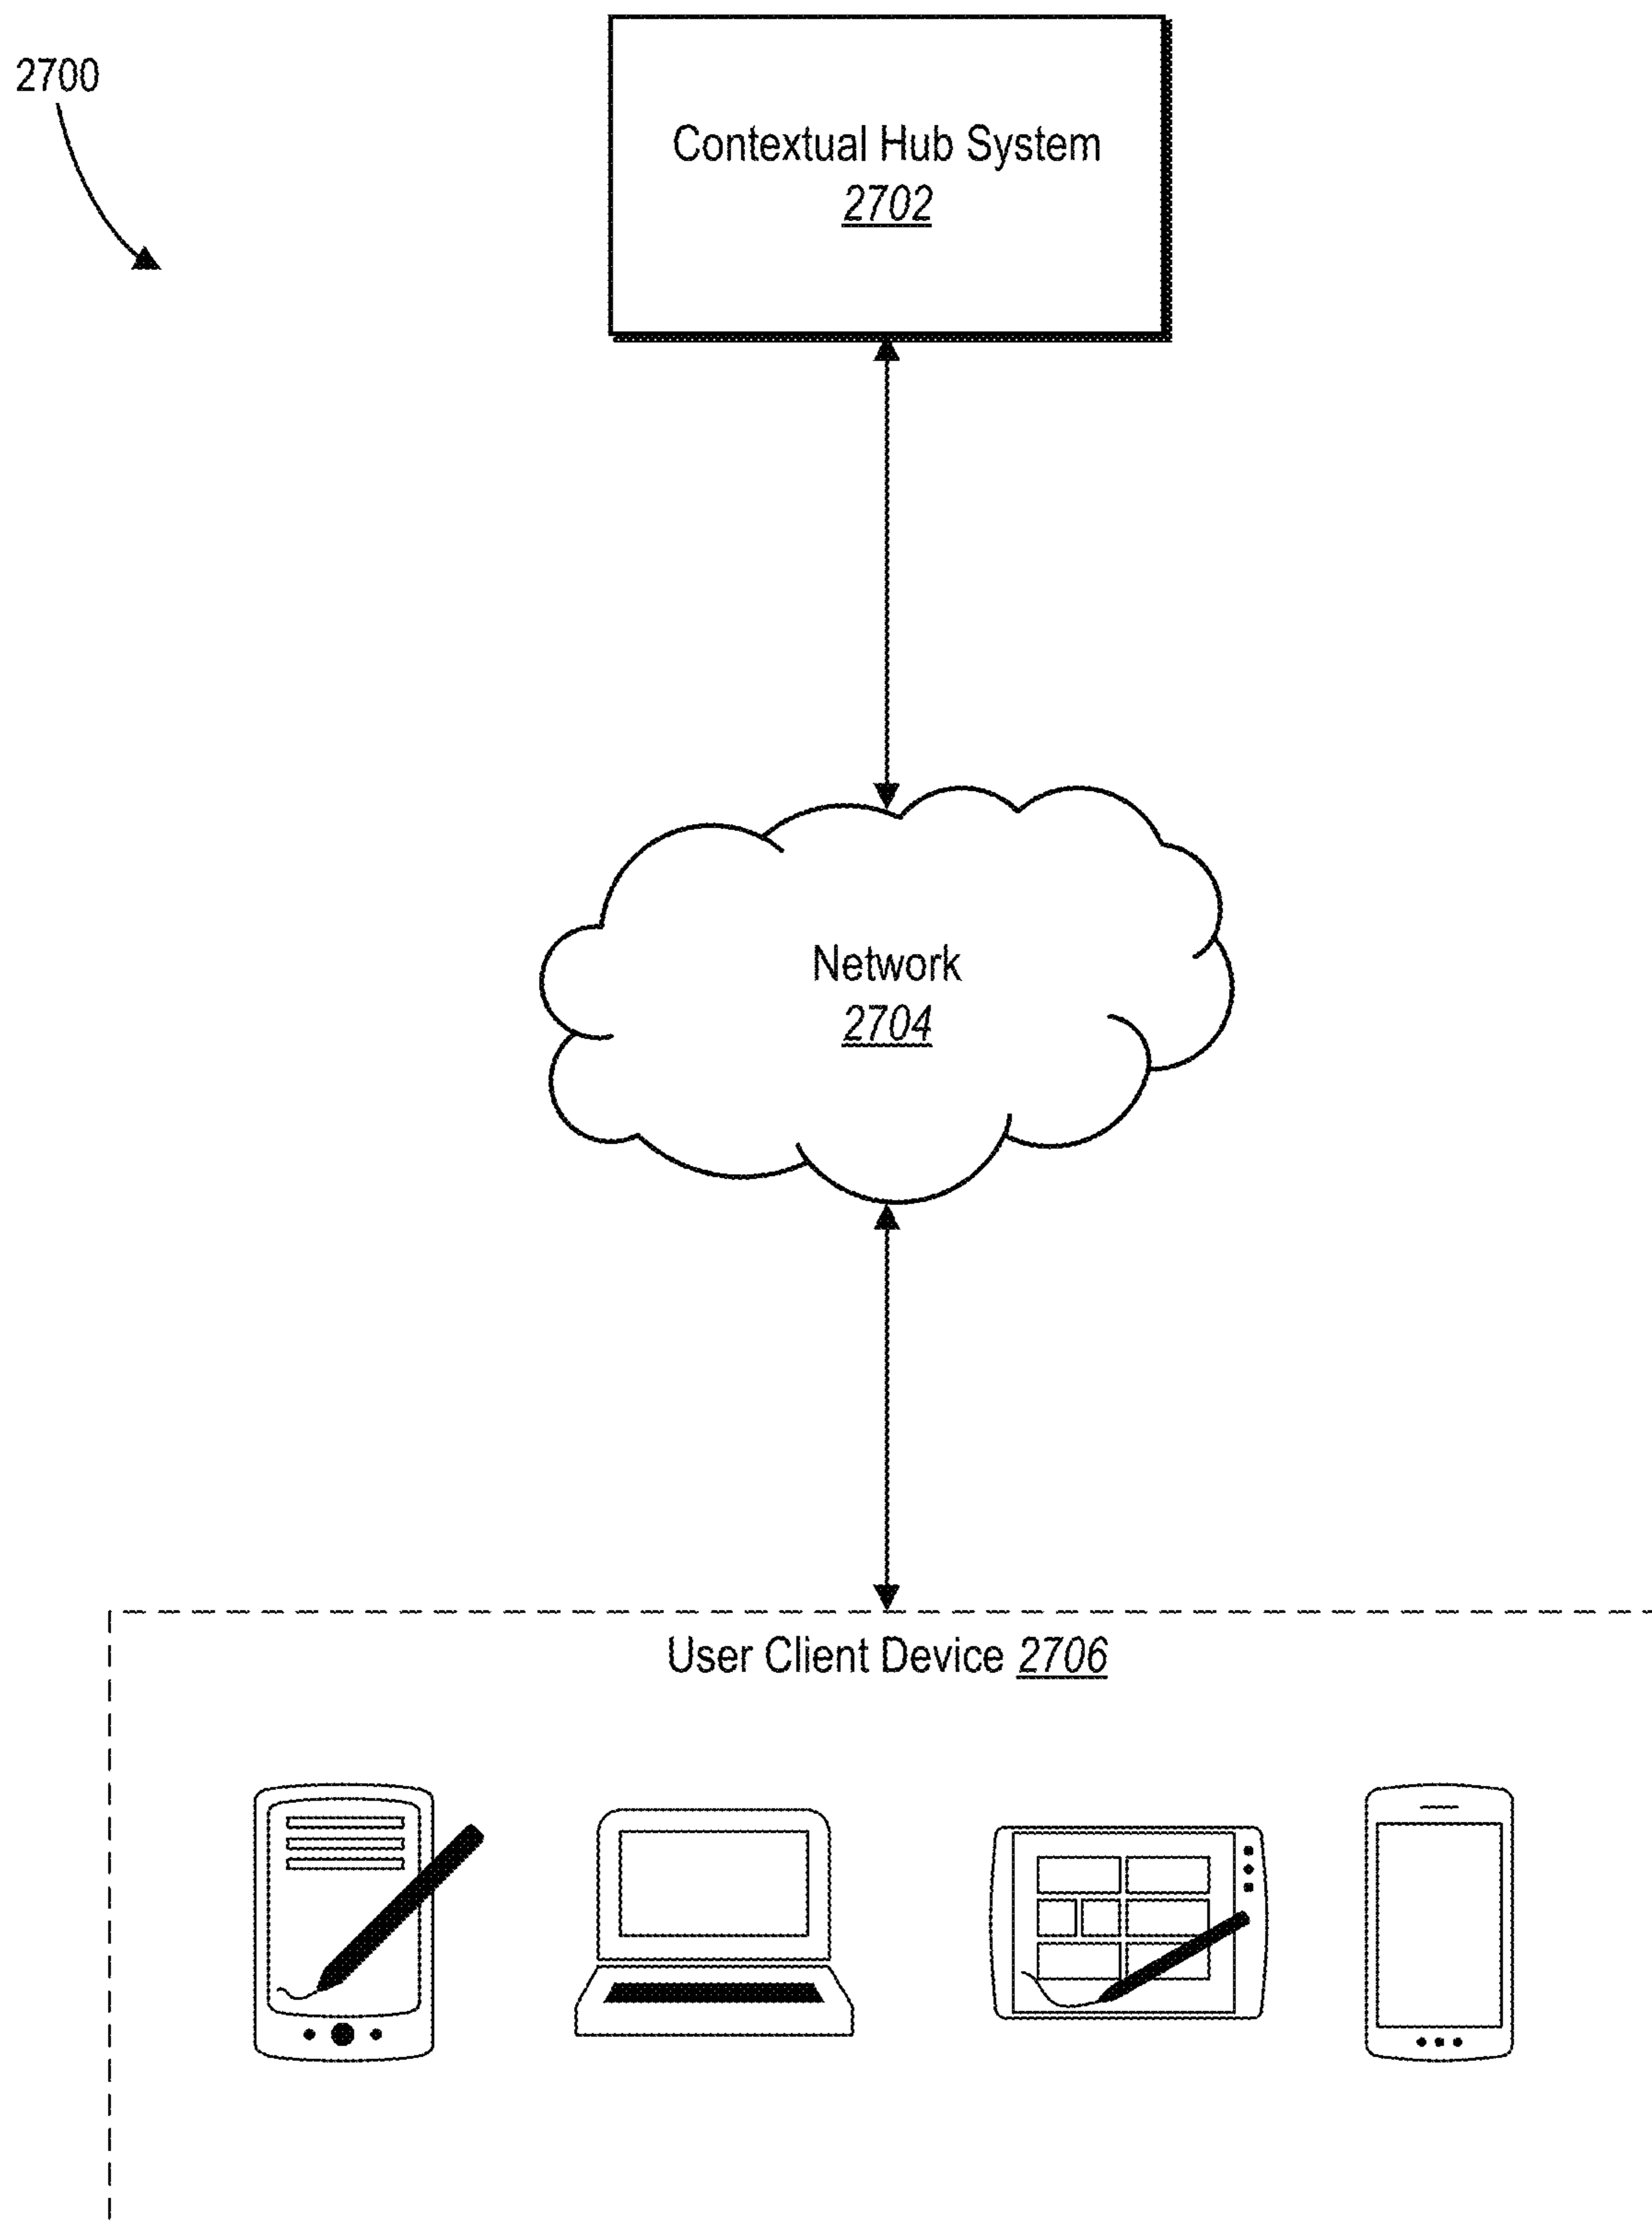 2700
Contextual Hub System
2702
Network
2704
User Client Device 2706